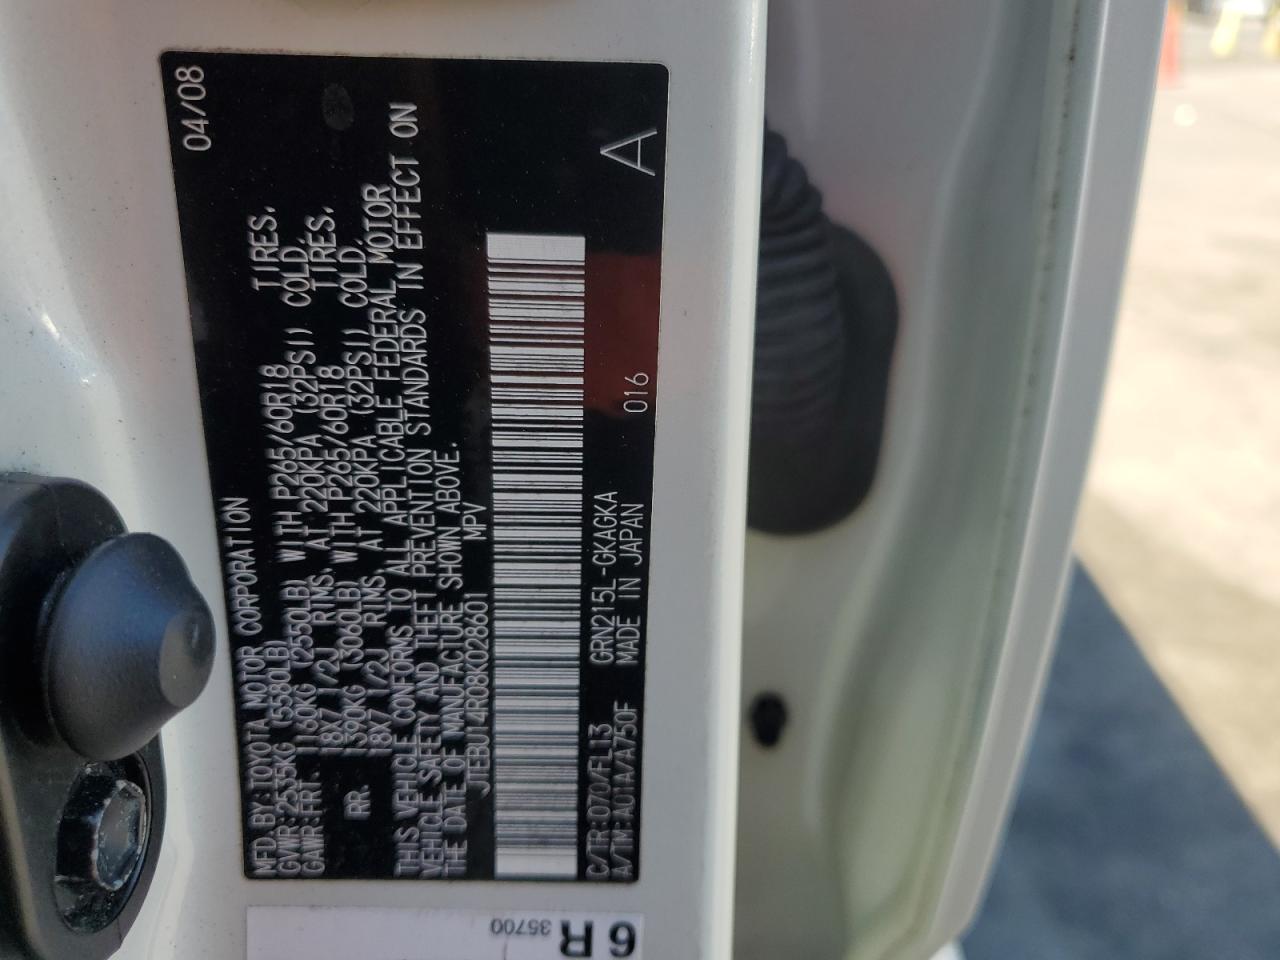 MFD. BY: TOYOTA MOTOR CORPORATION 04/08
GVWR: 2535KG (5580LB)
GAWR: FRT. 1160KG (2550LB) WITH P265/60R18 TIRES,
18X7 1/2J RIMS, AT 220KPA (32PSI) COLD,
RR. 1390KG (3060LB) WITH P265/60R18 TIRES,
18X7 1/2J RIMS, AT 220KPA (32PSI) COLD,
THIS VEHICLE CONFORMS TO ALL APPLICABLE FEDERAL MOTOR
VEHICLE SAFETY AND THEFT PREVENTION STANDARDS IN EFFECT ON
THE DATE OF MANUFACTURE SHOWN ABOVE.
JTEBU14R08K028601 MPV
C/TR: 070/FL13 GRN215L-GKAGKA
A/TM: A01A/A750F MADE IN JAPAN 016 A
6R
35700